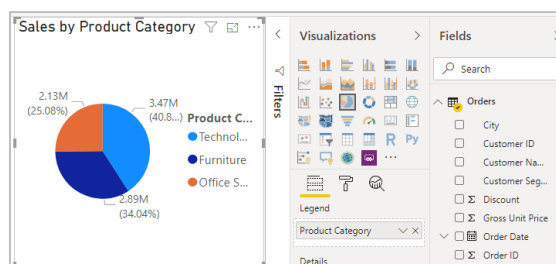 Sales by Product Category
2.13M
(25.08%)
3.47M
(40.8...)
2.89M
(34.04%)
Product C...
Technol...
Furniture
Office S...
Filters
Visualizations
R
Py
...
Legend
Product Category
Details
Fields
Search
Orders
City
Customer ID
Customer Na...
Customer Seg...
Σ Discount
Σ Gross Unit Price
Order Date
Σ Order ID